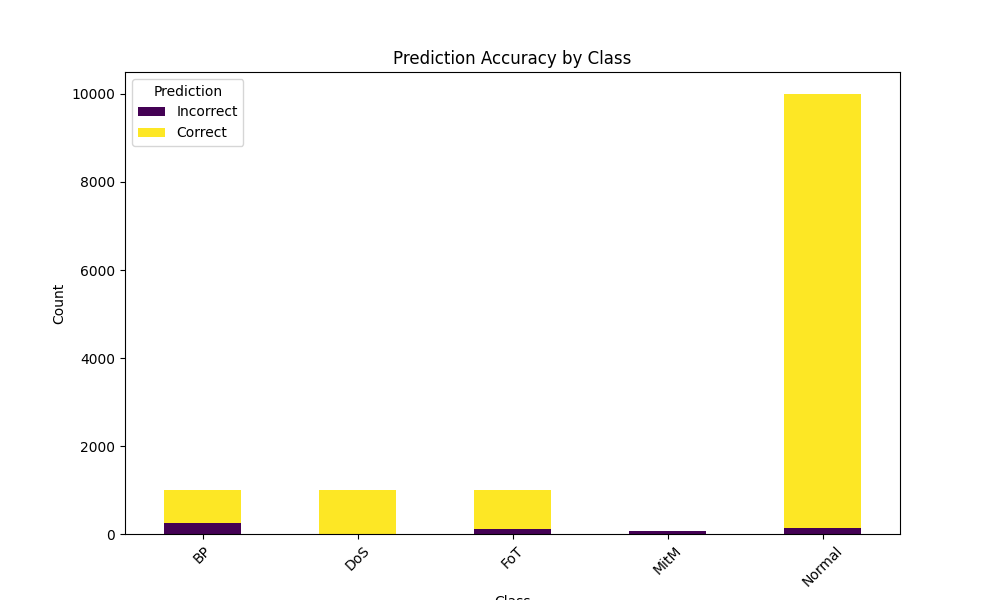 Prediction Accuracy by Class
Prediction
Incorrect
Correct
10000
8000
6000
4000
2000
0
Count
BP
DoS
FoT
MitM
Normal
Class